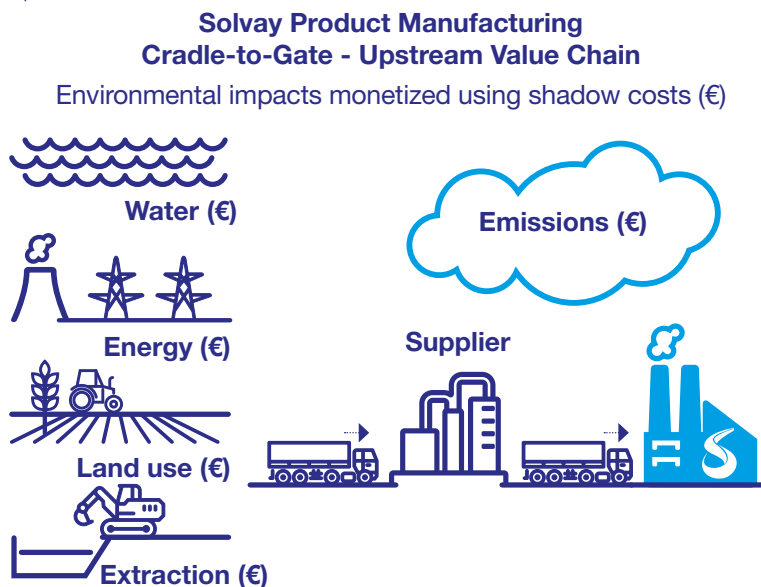 Solvay Product Manufacturing
Cradle-to-Gate - Upstream Value Chain
Environmental impacts monetized using shadow costs (€)
Water (€)
Emissions (€)
Energy (€)
Supplier
Land use (€)
Extraction (€)